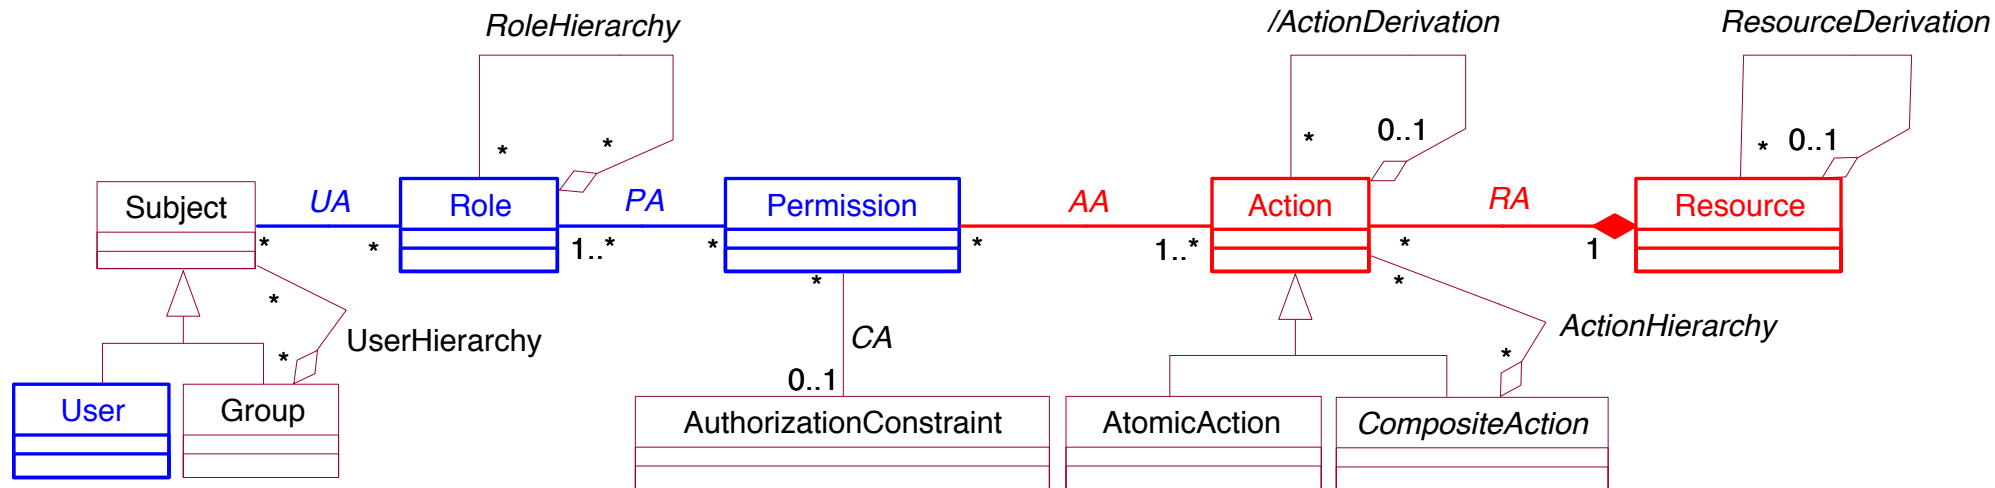 RoleHierarchy
/ActionDerivation
ResourceDerivation
* *
* 0..1
* 0..1
Subject
UA
Role
PA
Permission
AA
Action
RA
Resource
* *
1..* *
* 1..*
* 1
*
*
*
UserHierarchy
*
CA
0..1
*
ActionHierarchy
*
User
Group
AuthorizationConstraint
AtomicAction
CompositeAction